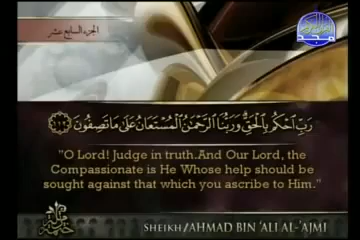 الجزء السابع عشر
المجد
رَبِّ احْكُم بِالْحَقِّ وَرَبُّنَا الرَّحْمَٰنُ الْمُسْتَعَانُ عَلَىٰ مَا تَصِفُونَ ١١٢
"O Lord! Judge in truth.And Our Lord, the
Compassionate is He Whose help should be
sought against that which you ascribe to Him."
SHEIKH/AHMAD BIN 'ALI AL-'AJMI